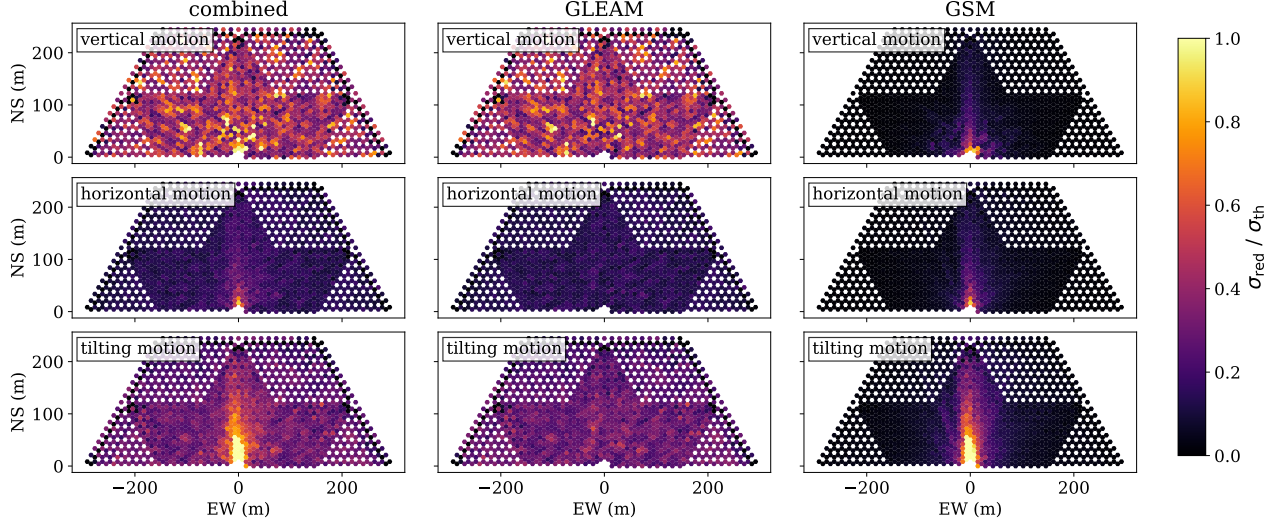 combined GLEAM GSM
vertical motion vertical motion vertical motion
NS (m)
200
100
0
horizontal motion horizontal motion horizontal motion
NS (m)
200
100
0
tilting motion tilting motion tilting motion
NS (m)
200
100
0
−200 0 200 −200 0 200 −200 0 200
EW (m) EW (m) EW (m)
1.0
0.8
0.6
0.4
0.2
0.0
σred / σth